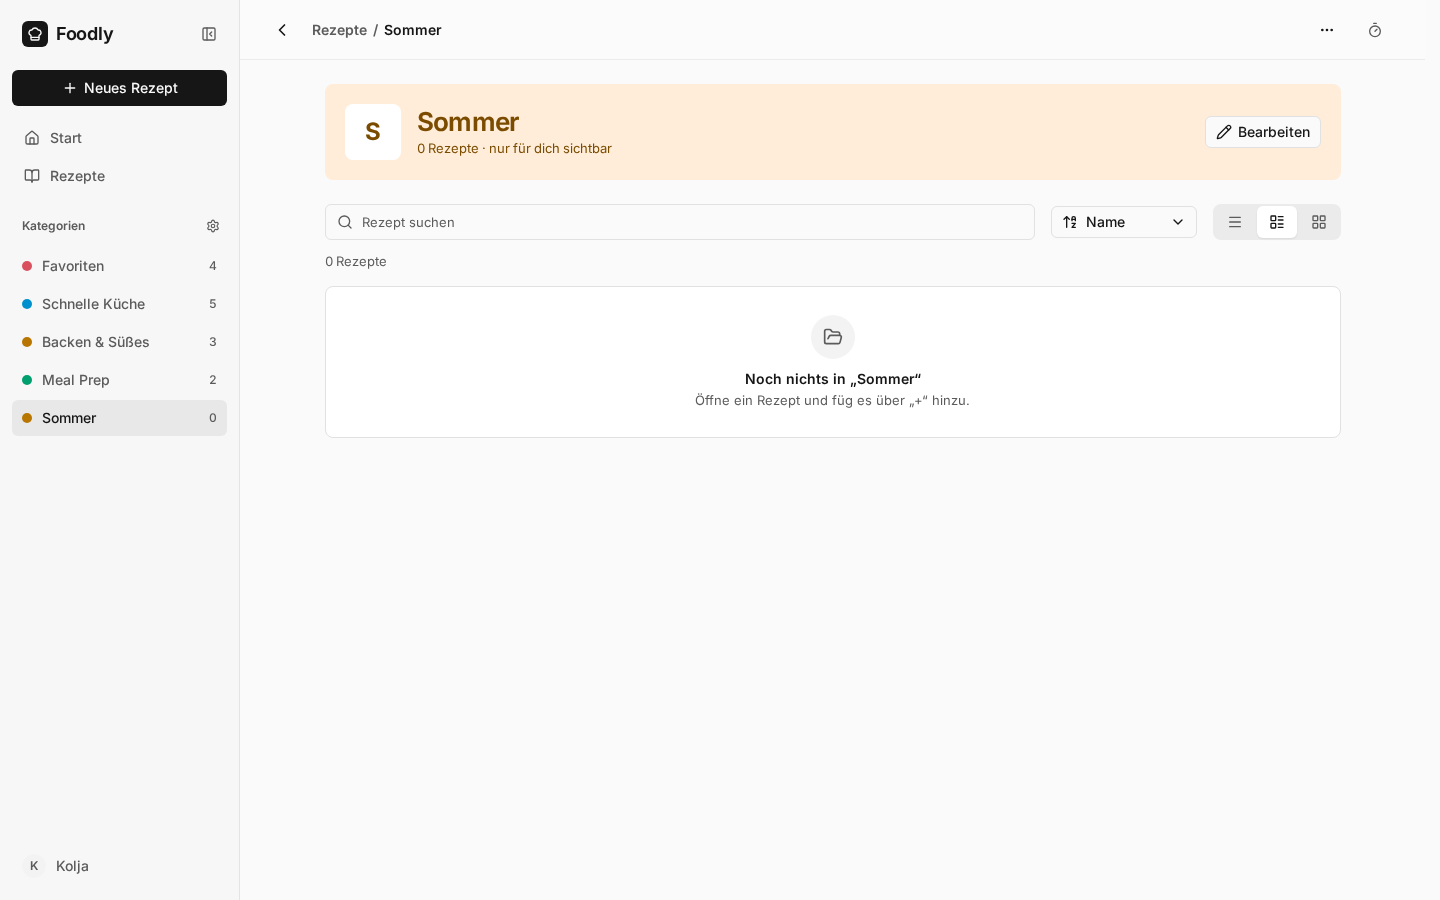 Foodly
Neues Rezept
Start
Rezepte
Kategorien
Favoriten 4
Schnelle Küche 5
Backen & Süßes 3
Meal Prep 2
Sommer 0
K Kolja
Rezepte / Sommer
S
Sommer
0 Rezepte · nur für dich sichtbar
Bearbeiten
Rezept suchen
Name
0 Rezepte
Noch nichts in „Sommer“
Öffne ein Rezept und füg es über „+“ hinzu.